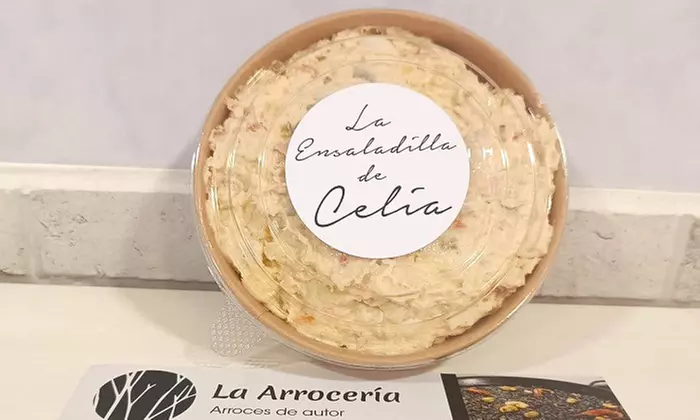 La
Ensaladilla
de
Celia
La Arrocería
Arroces de autor